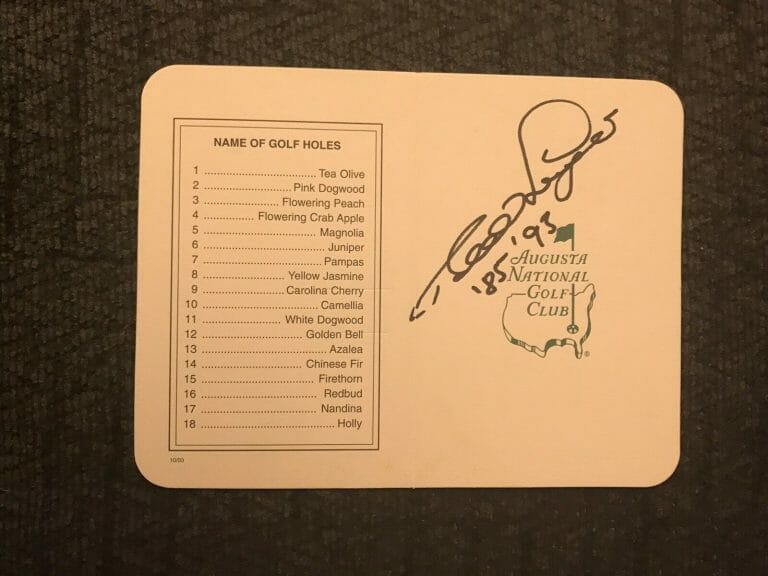 NAME OF GOLF HOLES
1 ................................... Tea Olive
2 ........................... Pink Dogwood
3 ........................ Flowering Peach
4 ................ Flowering Crab Apple
5 ................................... Magnolia
6 ...................................... Juniper
7 .................................... Pampas
8 .......................... Yellow Jasmine
9 ......................... Carolina Cherry
10 .................................... Camellia
11 ......................... White Dogwood
12 ................................ Golden Bell
13 ....................................... Azalea
14 ................................ Chinese Fir
15 .................................... Firethorn
16 ..................................... Redbud
17 .................................... Nandina
18 .......................................... Holly
10/03
'85, '93
AUGUSTA
NATIONAL
GOLF
CLUB
®